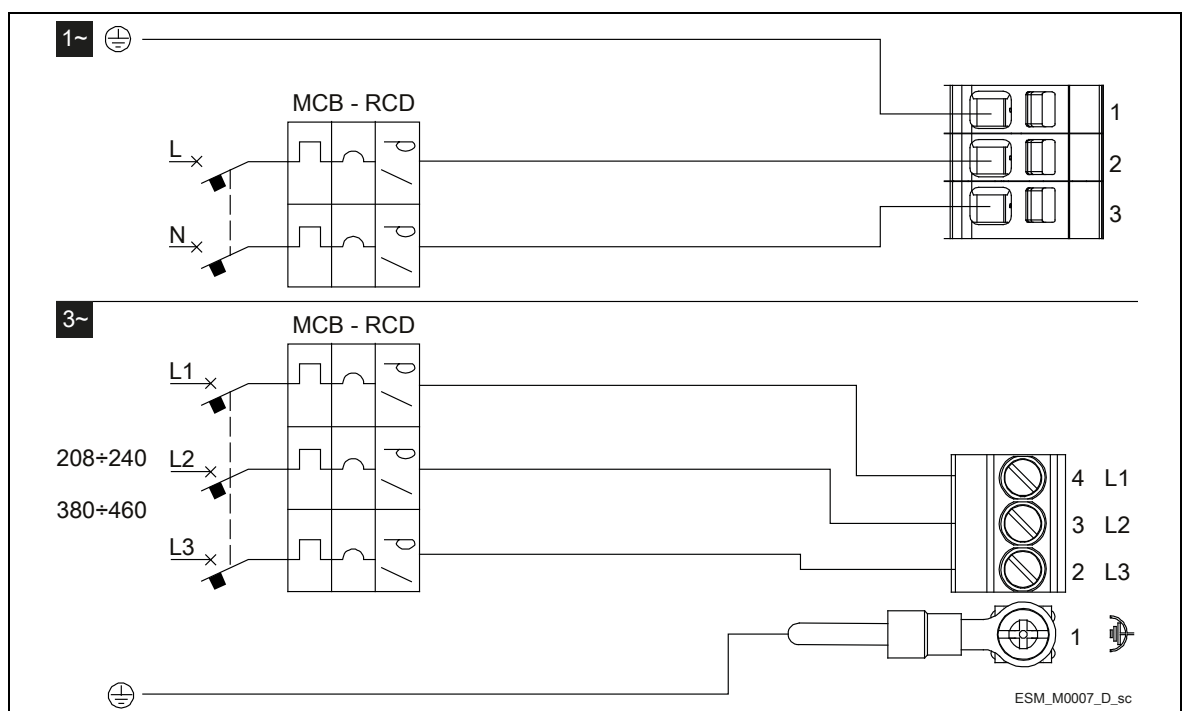 1~
MCB - RCD
L
N
1
2
3
3~
MCB - RCD
L1
208÷240 L2
380÷460
L3
4 L1
3 L2
2 L3
1
ESM_M0007_D_sc